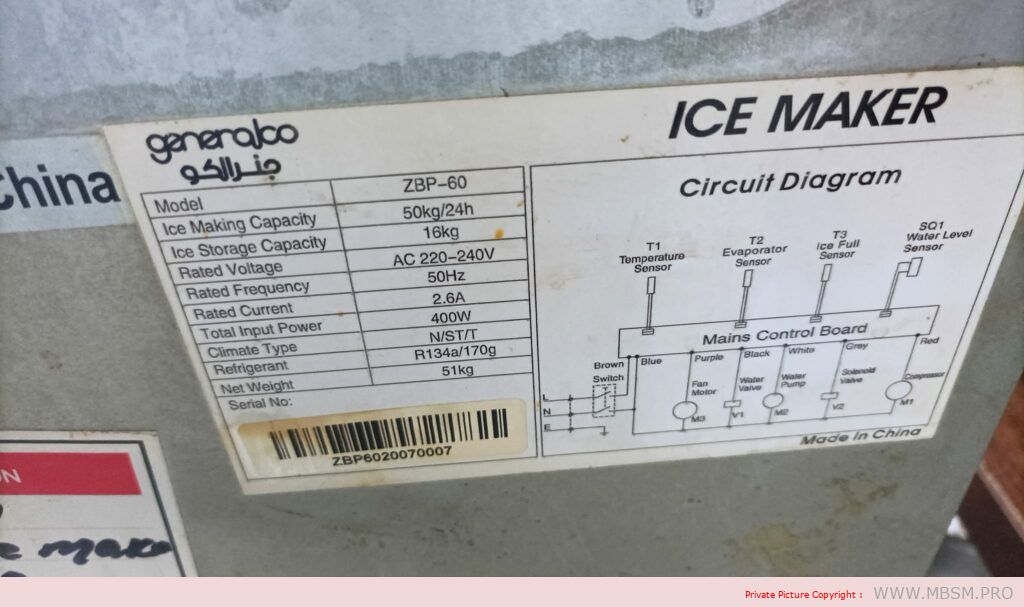 China
generalco
جنرالكو
ICE MAKER
Model ZBP-60
Ice Making Capacity 50kg/24h
Ice Storage Capacity 16kg
Rated Voltage AC 220-240V
Rated Frequency 50Hz
Rated Current 2.6A
Total Input Power 400W
Climate Type N/ST/T
Refrigerant R134a/170g
Net Weight 51kg
Serial No:
ZBP6020070007
Circuit Diagram
T1 Temperature Sensor
T2 Evaporator Sensor
T3 Ice Full Sensor
SQ1 Water Level Sensor
Mains Control Board
Brown Blue Purple Black White Grey Red
Switch
Fan Motor
Water Valve
Water Pump
Solenoid Valve
Compressor
L
N
E
M3 V1 M2 V2 M1
Made in China
ON
make
Private Picture Copyright : WWW.MBSM.PRO